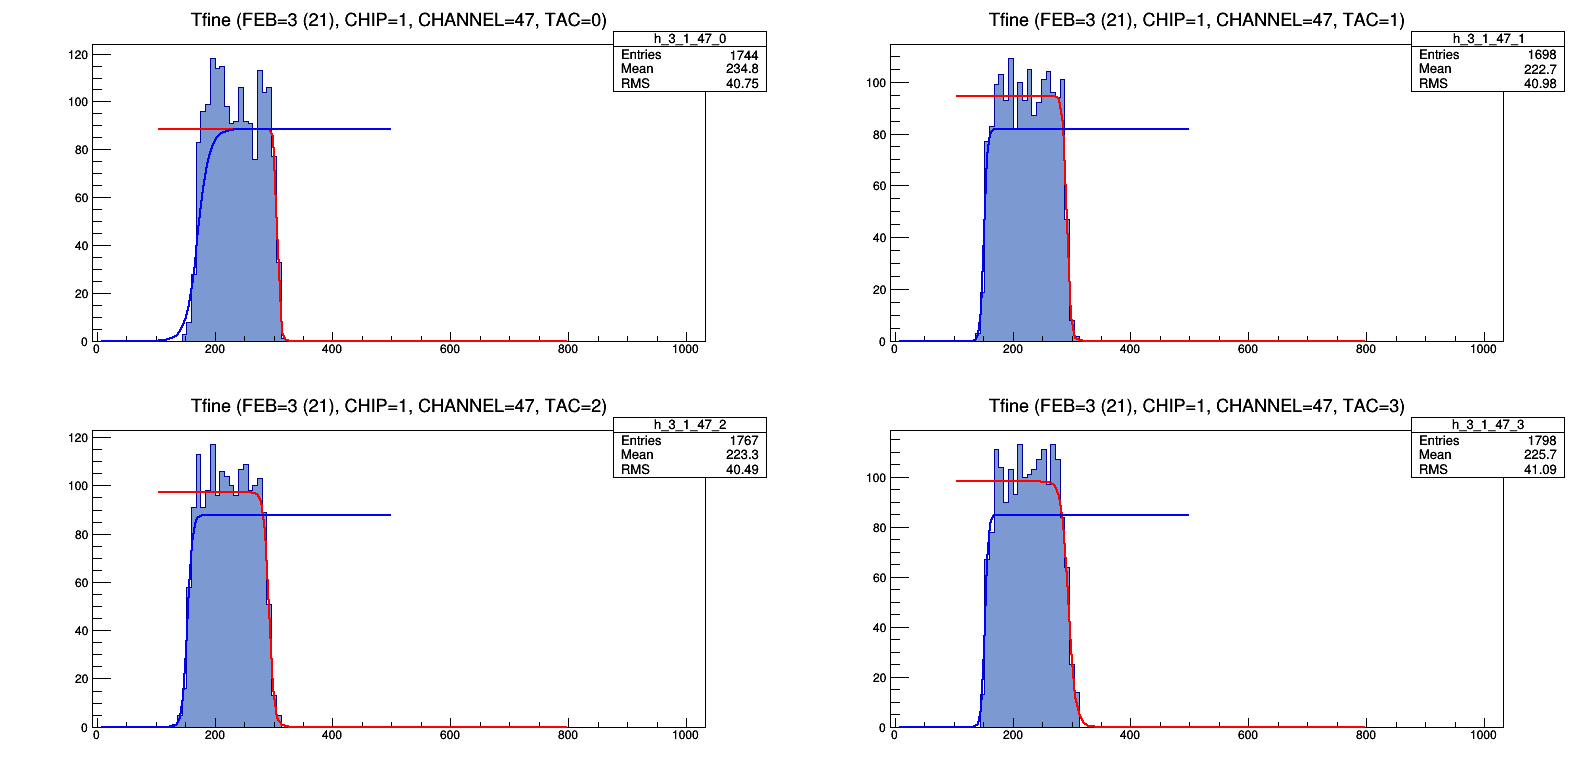 Tfine (FEB=3 (21), CHIP=1, CHANNEL=47, TAC=0)
h_3_1_47_0
Entries 1744
Mean 234.8
RMS 40.75
120
100
80
60
40
20
0
0 200 400 600 800 1000
Tfine (FEB=3 (21), CHIP=1, CHANNEL=47, TAC=1)
h_3_1_47_1
Entries 1698
Mean 222.7
RMS 40.98
100
80
60
40
20
0
0 200 400 600 800 1000
Tfine (FEB=3 (21), CHIP=1, CHANNEL=47, TAC=2)
h_3_1_47_2
Entries 1767
Mean 223.3
RMS 40.49
120
100
80
60
40
20
0
0 200 400 600 800 1000
Tfine (FEB=3 (21), CHIP=1, CHANNEL=47, TAC=3)
h_3_1_47_3
Entries 1798
Mean 225.7
RMS 41.09
100
80
60
40
20
0
0 200 400 600 800 1000